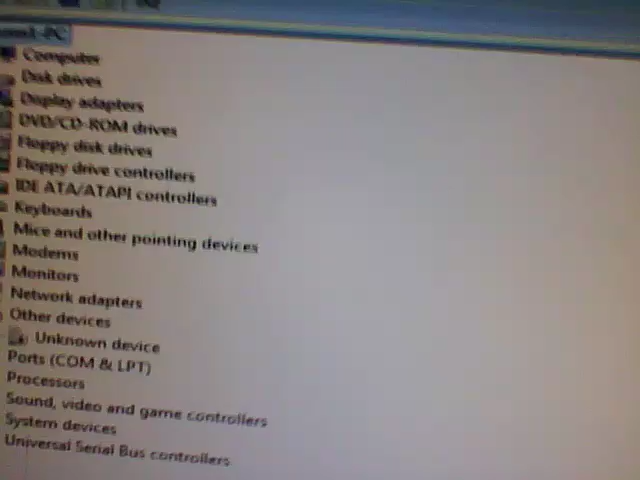 Computer
Disk drives
Display adapters
DVD/CD-ROM drives
Floppy disk drives
Floppy drive controllers
IDE ATA/ATAPI controllers
Keyboards
Mice and other pointing devices
Modems
Monitors
Network adapters
Other devices
Unknown device
Ports (COM & LPT)
Processors
Sound, video and game controllers
System devices
Universal Serial Bus controllers